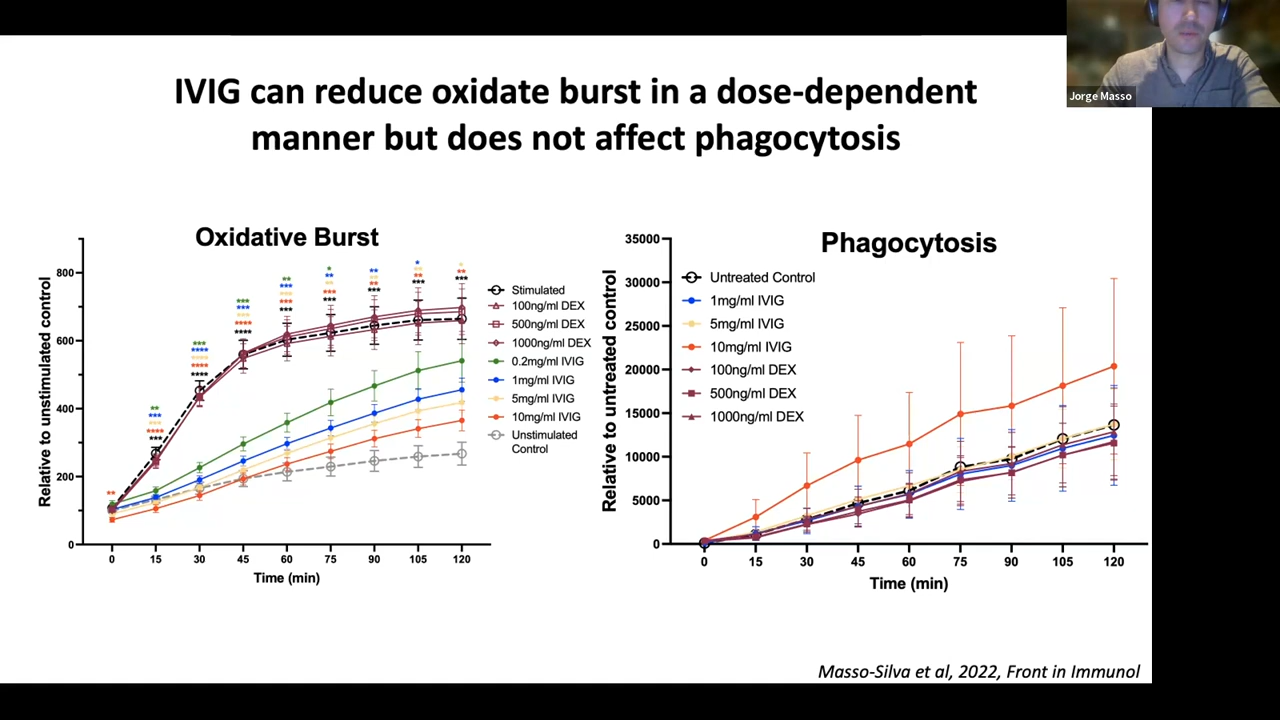 Jorge Masso
IVIG can reduce oxidate burst in a dose-dependent
manner but does not affect phagocytosis
Oxidative Burst
Relative to unstimulated control
800
600
400
200
0
0 15 30 45 60 75 90 105 120
Time (min)
** *** *** **** ***
*** **** **** **** ****
*** *** *** **** ****
** *** *** *** ***
* ** ** *** ***
** ** ** ***
* ** ** ***
* ** ***
**
Stimulated
100ng/ml DEX
500ng/ml DEX
1000ng/ml DEX
0.2mg/ml IVIG
1mg/ml IVIG
5mg/ml IVIG
10mg/ml IVIG
Unstimulated
Control
Phagocytosis
Relative to untreated control
35000
30000
25000
20000
15000
10000
5000
0
0 15 30 45 60 75 90 105 120
Time (min)
Untreated Control
1mg/ml IVIG
5mg/ml IVIG
10mg/ml IVIG
100ng/ml DEX
500ng/ml DEX
1000ng/ml DEX
Masso-Silva et al, 2022, Front in Immunol